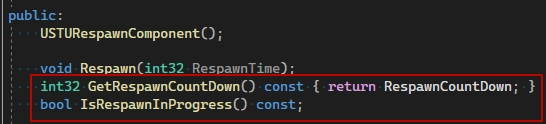 public:
USTURespawnComponent();
void Respawn(int32 RespawnTime);
int32 GetRespawnCountDown() const { return RespawnCountDown; }
bool IsRespawnInProgress() const;